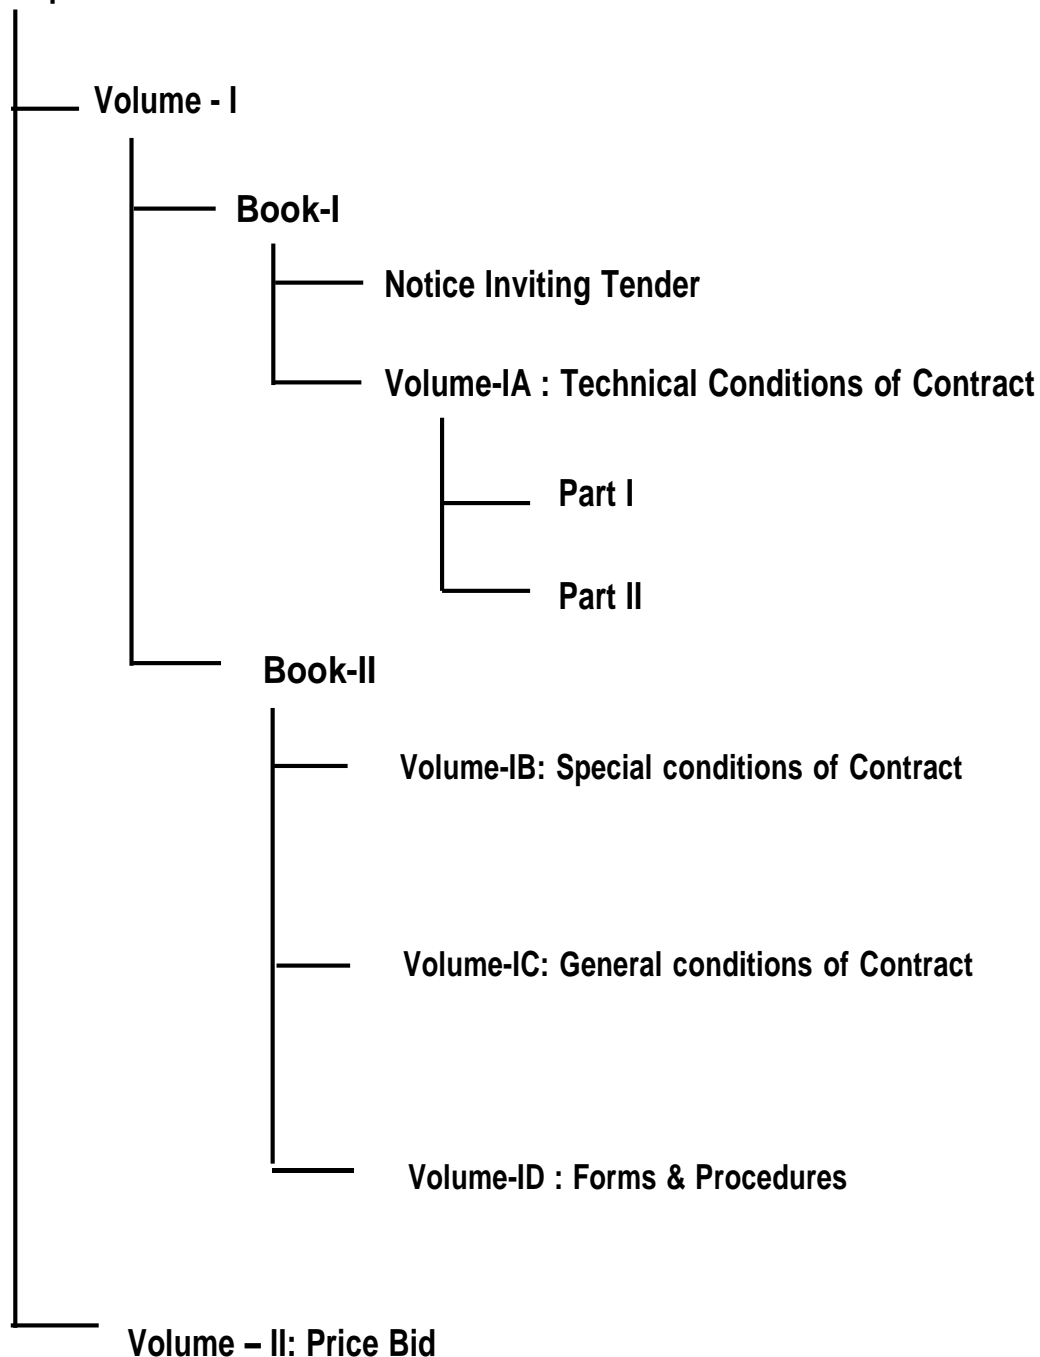 Volume - I
Book-I
Notice Inviting Tender
Volume-IA : Technical Conditions of Contract
Part I
Part II
Book-II
Volume-IB: Special conditions of Contract
Volume-IC: General conditions of Contract
Volume-ID : Forms & Procedures
Volume – II: Price Bid